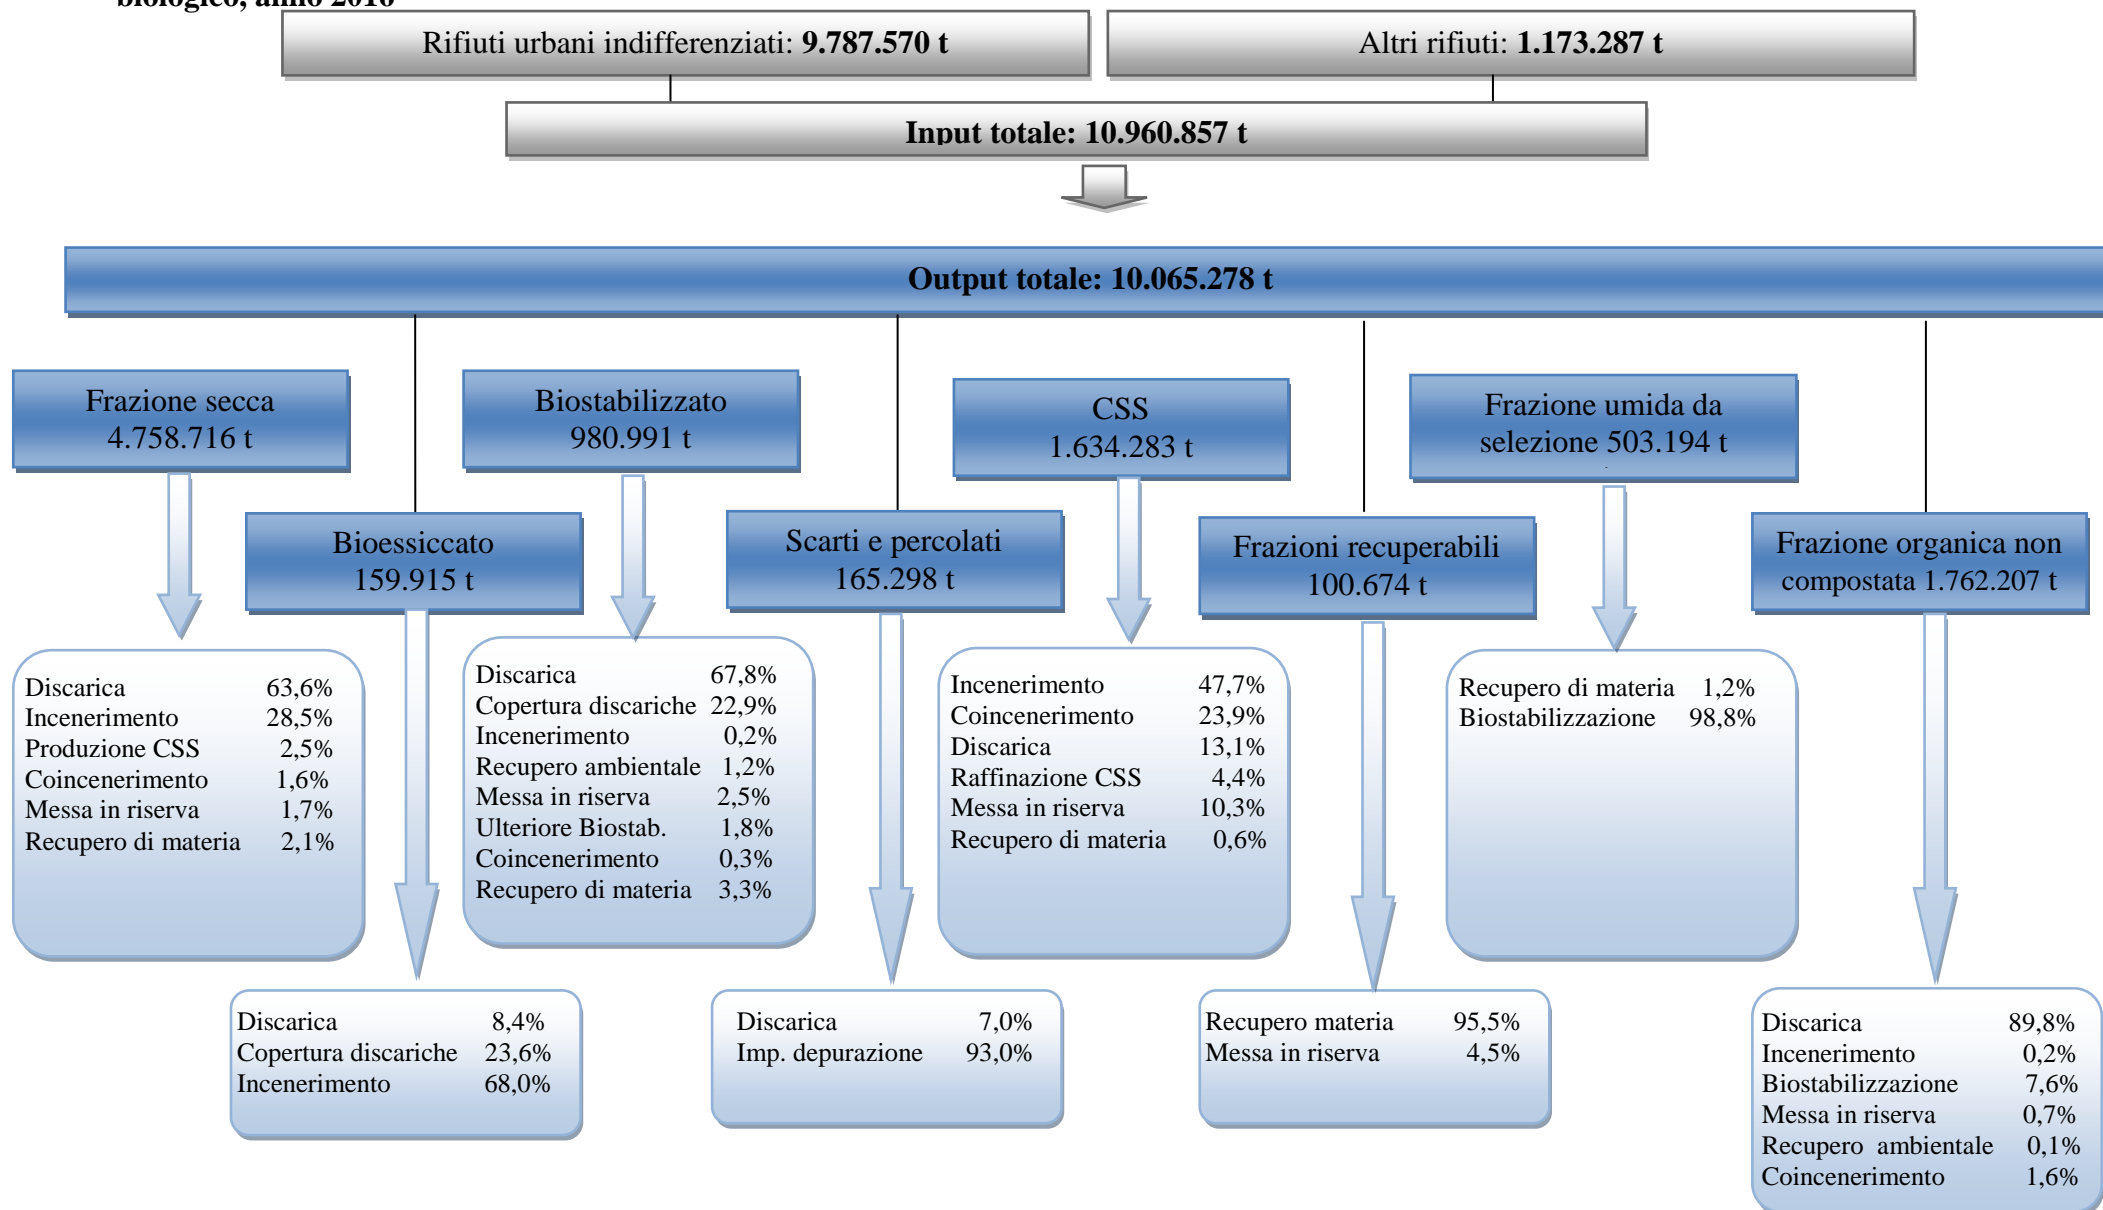 biologico, anno 2016
Rifiuti urbani indifferenziati: 9.787.570 t
Altri rifiuti: 1.173.287 t
Input totale: 10.960.857 t
Output totale: 10.065.278 t
Frazione secca
4.758.716 t
Biostabilizzato
980.991 t
CSS
1.634.283 t
Frazione umida da
selezione 503.194 t
Bioessiccato
159.915 t
Scarti e percolati
165.298 t
Frazioni recuperabili
100.674 t
Frazione organica non
compostata 1.762.207 t
Discarica 63,6%
Incenerimento 28,5%
Produzione CSS 2,5%
Coincenerimento 1,6%
Messa in riserva 1,7%
Recupero di materia 2,1%
Discarica 67,8%
Copertura discariche 22,9%
Incenerimento 0,2%
Recupero ambientale 1,2%
Messa in riserva 2,5%
Ulteriore Biostab. 1,8%
Coincenerimento 0,3%
Recupero di materia 3,3%
Incenerimento 47,7%
Coincenerimento 23,9%
Discarica 13,1%
Raffinazione CSS 4,4%
Messa in riserva 10,3%
Recupero di materia 0,6%
Recupero di materia 1,2%
Biostabilizzazione 98,8%
Discarica 8,4%
Copertura discariche 23,6%
Incenerimento 68,0%
Discarica 7,0%
Imp. depurazione 93,0%
Recupero materia 95,5%
Messa in riserva 4,5%
Discarica 89,8%
Incenerimento 0,2%
Biostabilizzazione 7,6%
Messa in riserva 0,7%
Recupero ambientale 0,1%
Coincenerimento 1,6%